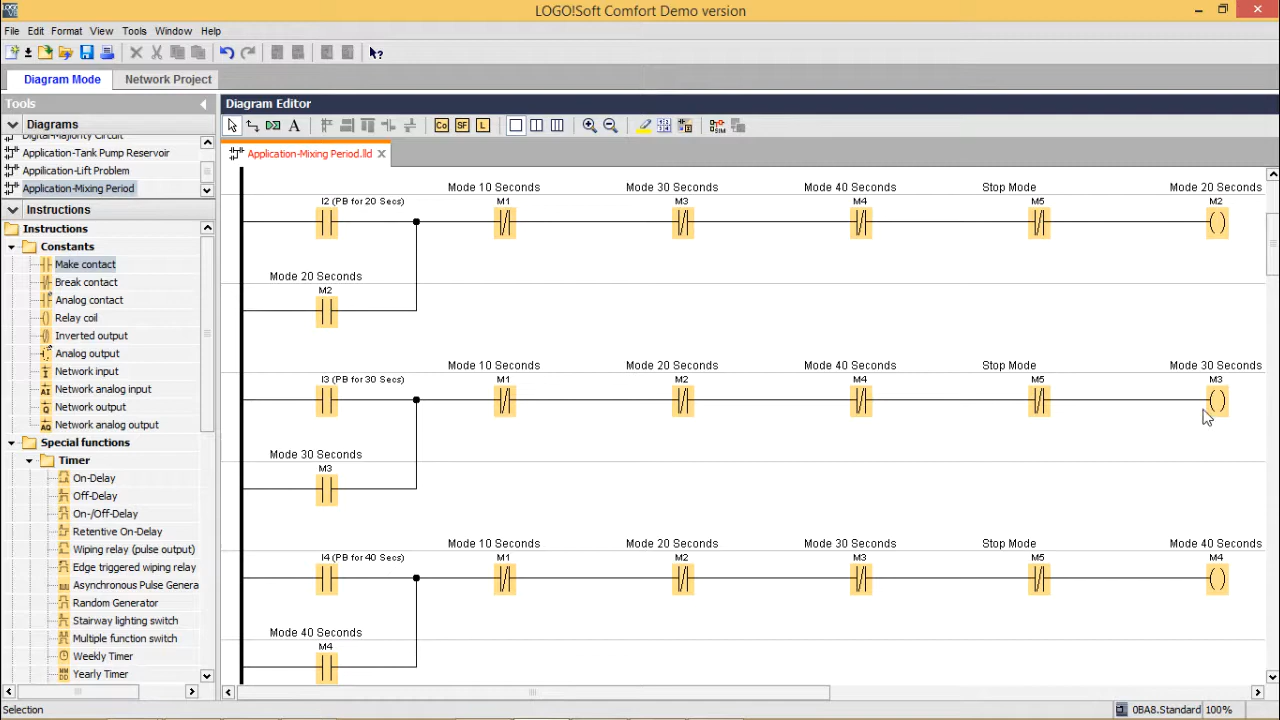 LOGO!Soft Comfort Demo version
File Edit Format View Tools Window Help
Diagram Mode Network Project
Tools
Diagrams
Digital-Majority Circuit
Application-Tank Pump Reservoir
Appilication-Lift Problem
Application-Mixing Period
Instructions
Instructions
Constants
Make contact
Break contact
Analog contact
Relay coil
Inverted output
Analog output
Network input
Network analog input
Network output
Network analog output
Special functions
Timer
On-Delay
Off-Delay
On-/Off-Delay
Retentive On-Delay
Wiping relay (pulse output)
Edge triggered wiping relay
Asynchronous Pulse Genera
Random Generator
Stairway lighting switch
Multiple function switch
Weekly Timer
Yearly Timer
Diagram Editor
Co SF L
Application-Mixing Period.lld
Mode 10 Seconds Mode 30 Seconds Mode 40 Seconds Stop Mode Mode 20 Seconds
I2 (PB for 20 Secs) M1 M3 M4 M5 M2
Mode 20 Seconds
M2
Mode 10 Seconds Mode 20 Seconds Mode 40 Seconds Stop Mode Mode 30 Seconds
I3 (PB for 30 Secs) M1 M2 M4 M5 M3
Mode 30 Seconds
M3
Mode 10 Seconds Mode 20 Seconds Mode 30 Seconds Stop Mode Mode 40 Seconds
I4 (PB for 40 Secs) M1 M2 M3 M5 M4
Mode 40 Seconds
M4
Selection
0BA8.Standard 100%